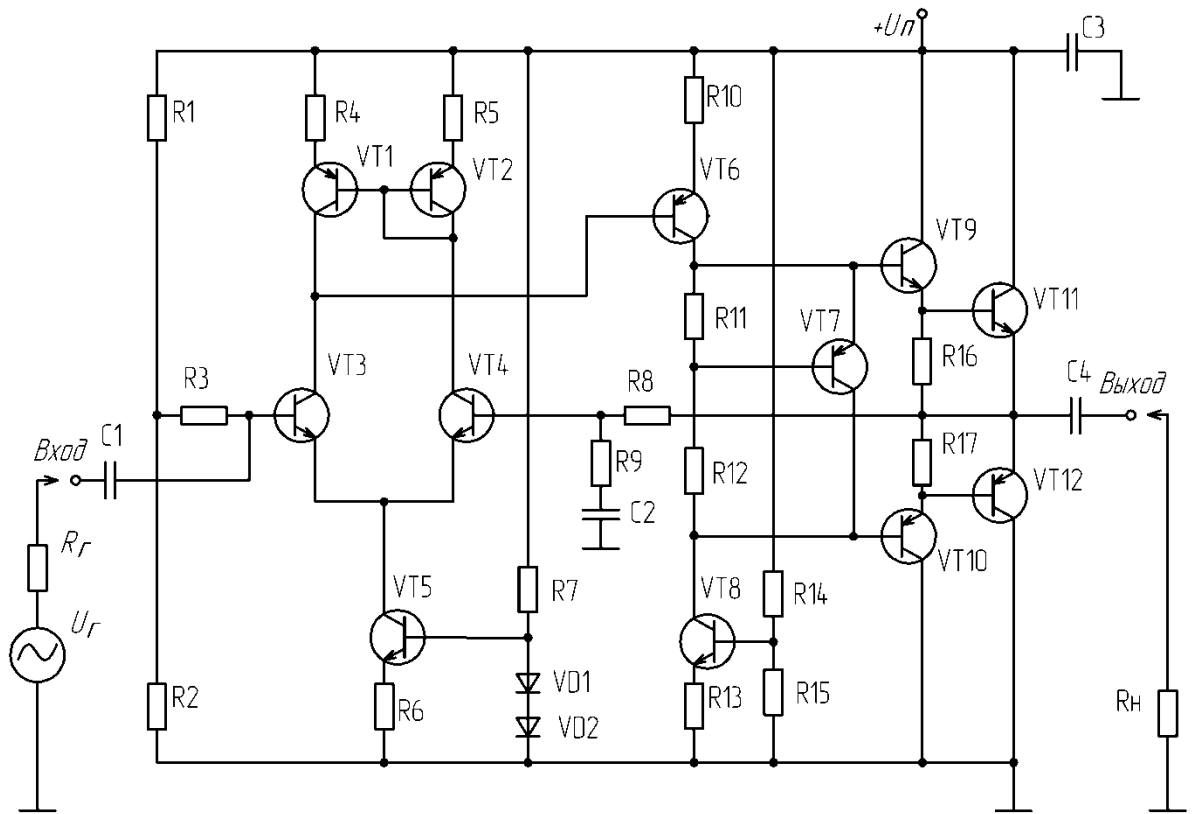 +Uп
C3
R1
R4
R5
R10
VT1
VT2
VT6
VT9
R11
VT7
VT11
R16
R3
VT3
VT4
R8
C4
Выход
Вход
C1
R9
R17
R12
C2
VT12
VT10
Rг
VT5
R7
VT8
R14
Uг
R2
R6
VD1
VD2
R13
R15
Rн